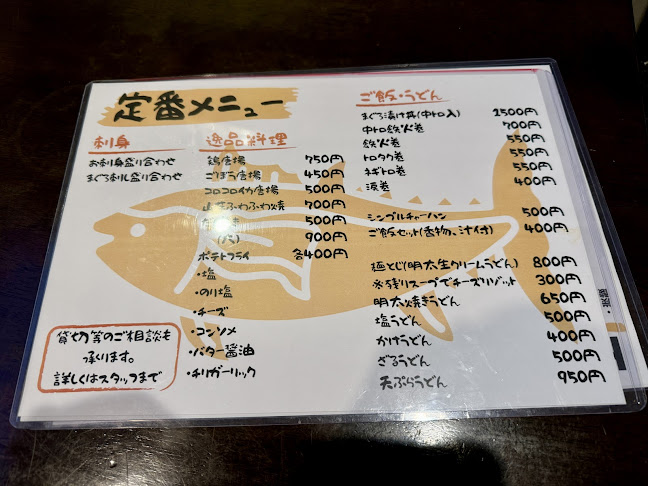 定番メニュー
刺身
お刺身盛り合わせ
まぐろ刺し盛り合わせ
逸品料理
鶏唐揚 750円
ごぼう唐揚 450円
コロコロイカ唐揚 500円
山芋ふわふわ焼 700円
500円
(大) 900円
ポテトフライ 各400円
・塩
・のり塩
・チーズ
・コンソメ
・バター醤油
・チリガーリック
貸切等のご相談も
承ります。
詳しくはスタッフまで
ご飯・うどん
まぐろ漬け丼(中トロ入) 1500円
中トロ鉄火巻 700円
鉄火巻 550円
トロタク巻 550円
ネギトロ巻 550円
涙巻 400円
シンプルチャーハン 500円
ご飯セット(香物、汁付) 400円
極とじ(明太生クリームうどん) 800円
※残りスープでチーズリゾット 300円
明太焼きうどん 650円
塩うどん 500円
かけうどん 400円
ざるうどん 500円
天ぷらうどん 950円